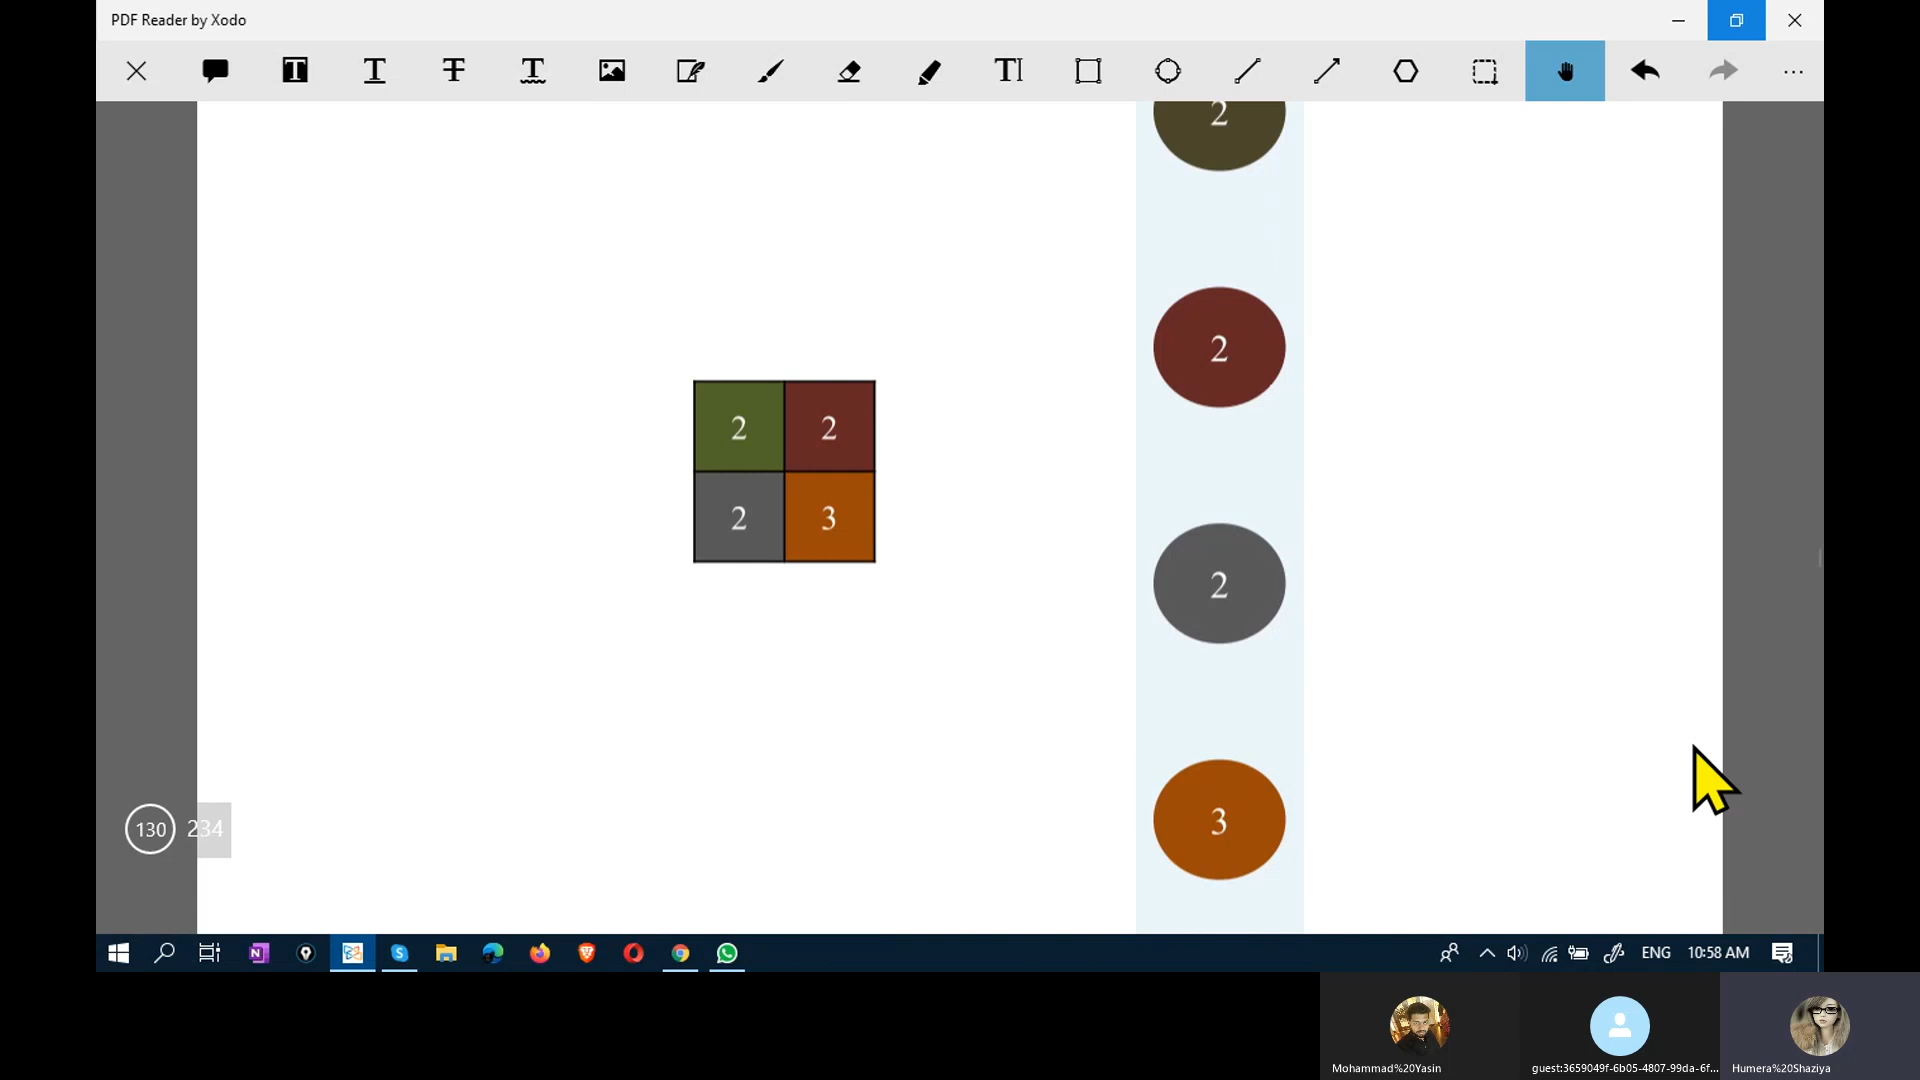 PDF Reader by Xodo
T T T T TI ...
2
2
2 2
2 3
2
3
130 234
N S ENG 10:58 AM
Mohammad%20Yasin guest:3659049f-6b05-4807-99da-6f... Humera%20Shaziya